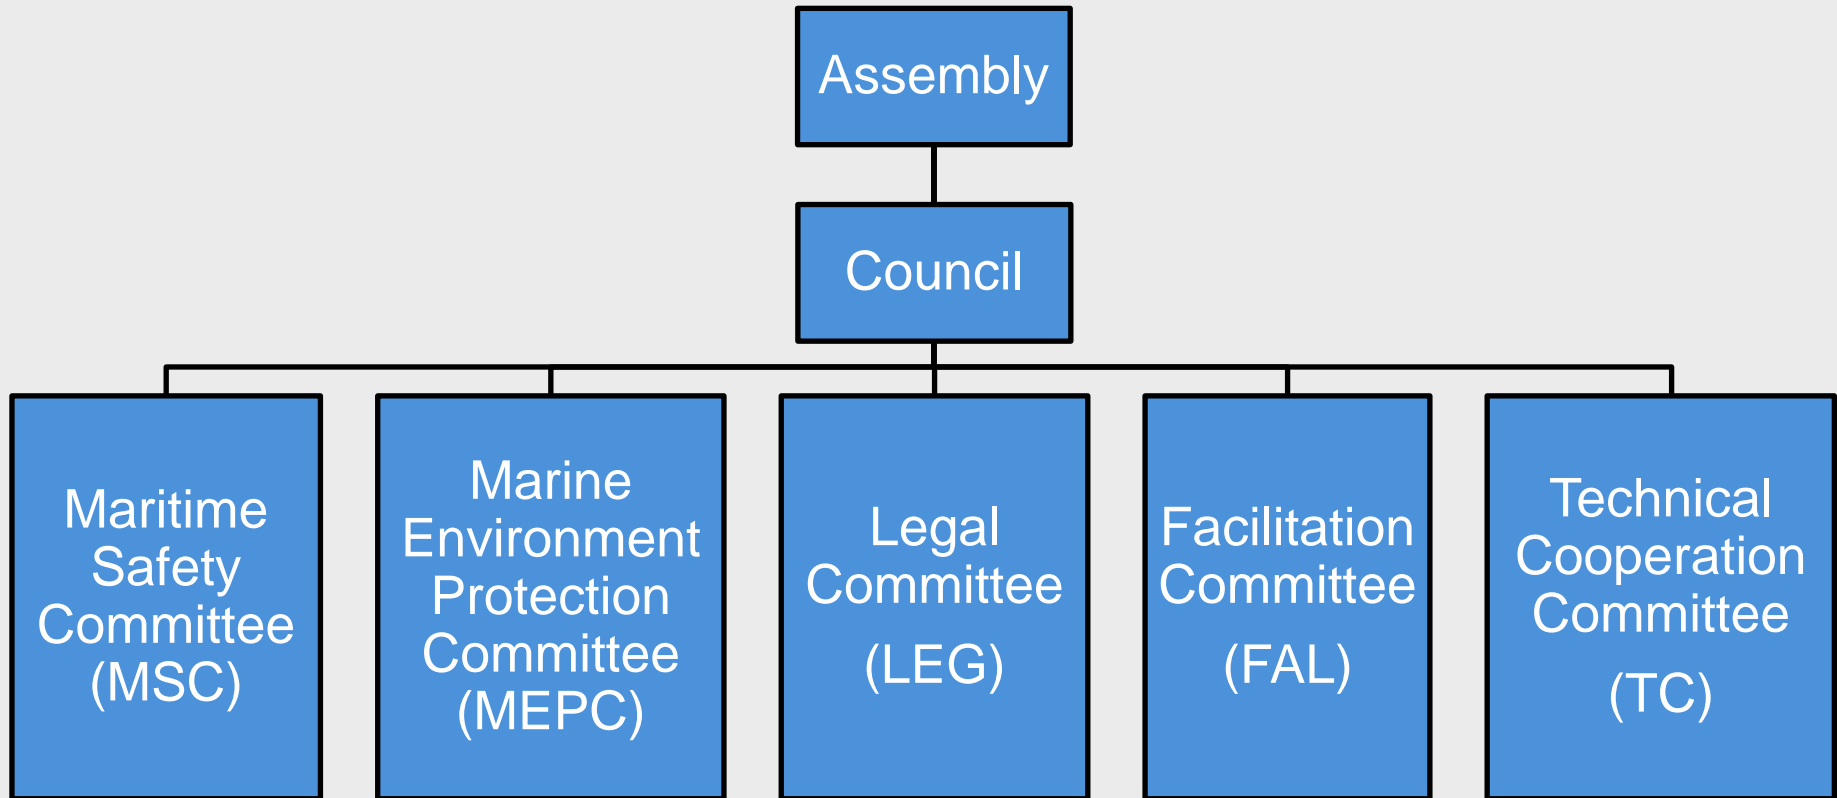 Assembly
Council
Maritime
Safety
Committee
(MSC)
Marine
Environment
Protection
Committee
(MEPC)
Legal
Committee
(LEG)
Facilitation
Committee
(FAL)
Technical
Cooperation
Committee
(TC)